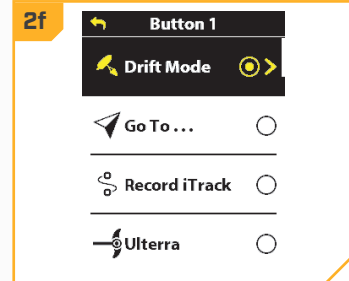 2f
Button 1
Drift Mode
Go To ...
Record iTrack
Ulterra